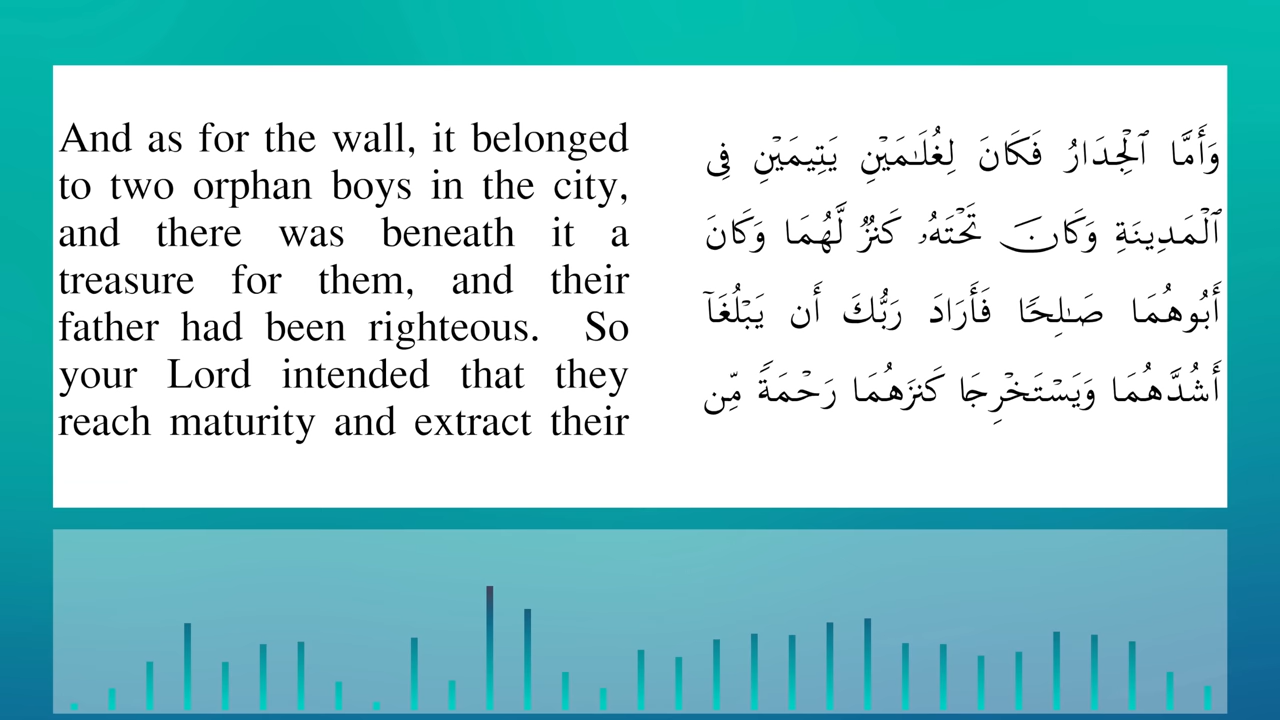 And as for the wall, it belonged
to two orphan boys in the city,
and there was beneath it a
treasure for them, and their
father had been righteous. So
your Lord intended that they
reach maturity and extract their
وَأَمَّا ٱلْجِدَارُ فَكَانَ لِغُلَـٰمَيْنِ يَتِيمَيْنِ فِى
ٱلْمَدِينَةِ وَكَانَ تَحْتَهُۥ كَنزٌ لَّهُمَا وَكَانَ
أَبُوهُمَا صَـٰلِحًا فَأَرَادَ رَبُّكَ أَن يَبْلُغَآ
أَشُدَّهُمَا وَيَسْتَخْرِجَا كَنزَهُمَا رَحْمَةً مِّن